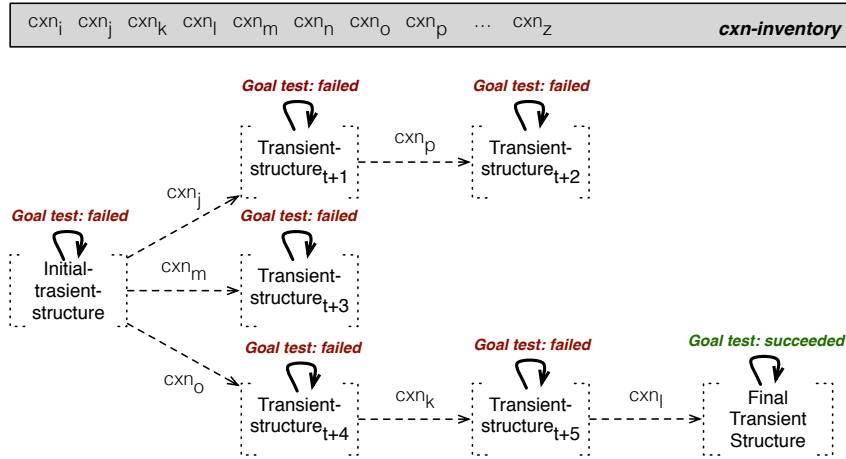 cxn_i cxn_j cxn_k cxn_l cxn_m cxn_n cxn_o cxn_p ... cxn_z cxn-inventory
Goal test: failed
Transient-
structure_t+1
cxn_p
Goal test: failed
Transient-
structure_t+2
cxn_j
Goal test: failed
Initial-
trasient-
structure
cxn_m
Goal test: failed
Transient-
structure_t+3
cxn_o
Goal test: failed
Transient-
structure_t+4
cxn_k
Goal test: failed
Transient-
structure_t+5
cxn_l
Goal test: succeeded
Final
Transient
Structure